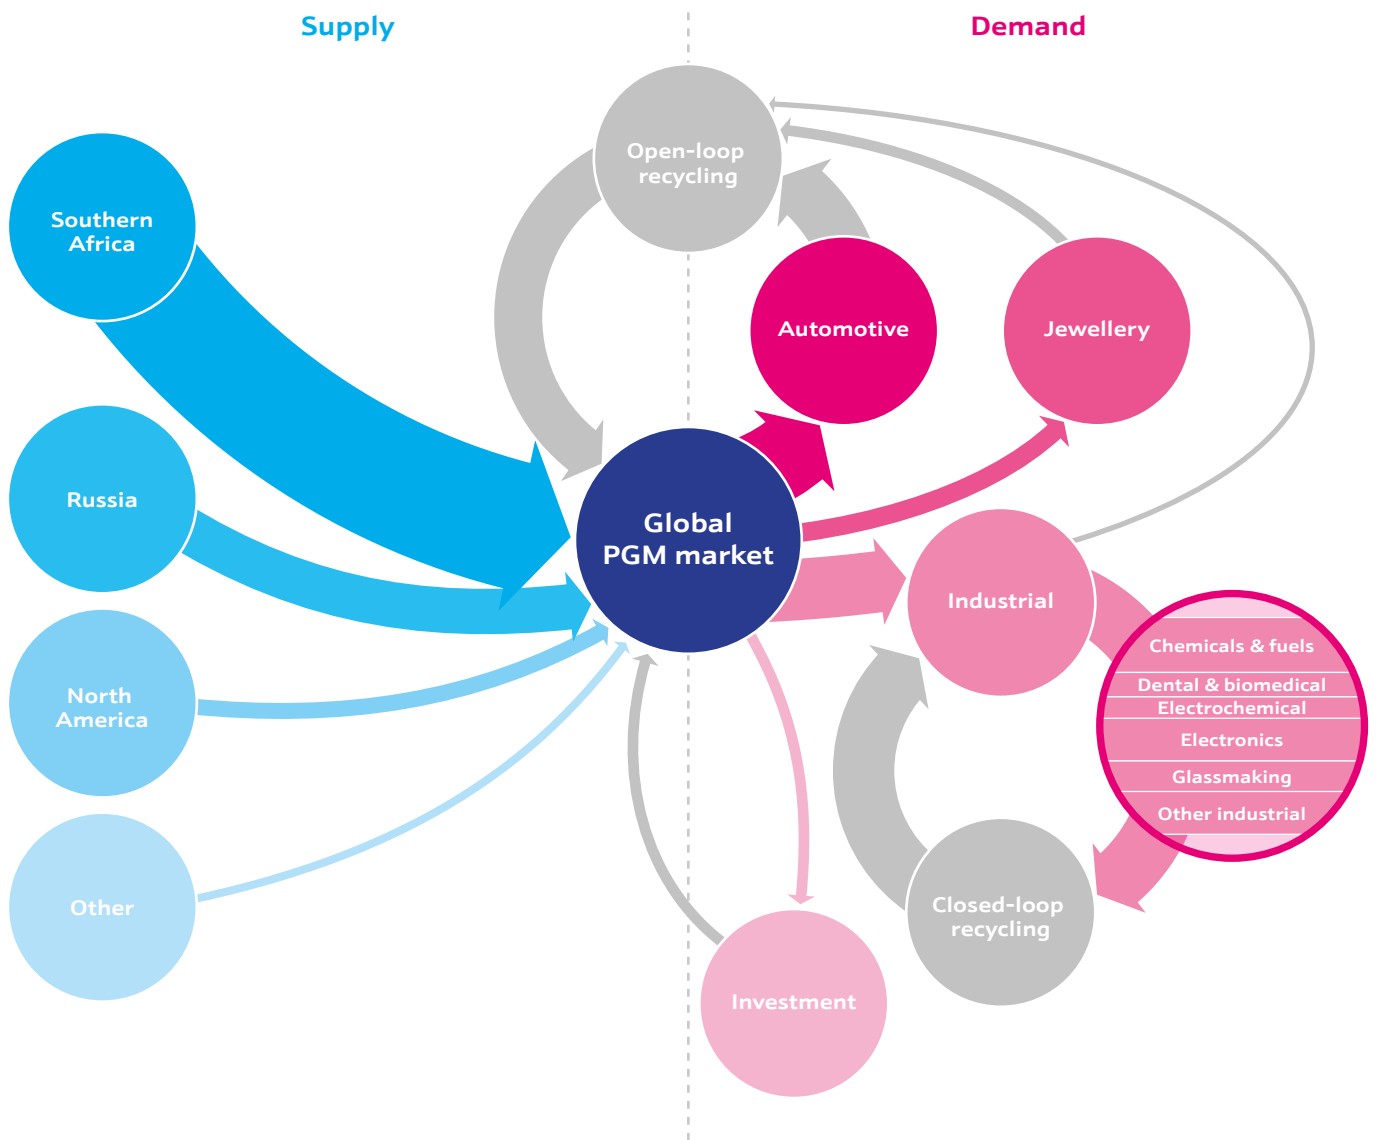 Supply
Demand
Open-loop
recycling
Southern
Africa
Automotive
Jewellery
Russia
Global
PGM market
Industrial
Chemicals & fuels
Dental & biomedical
Electrochemical
Electronics
Glassmaking
Other industrial
North
America
Other
Closed-loop
recycling
Investment